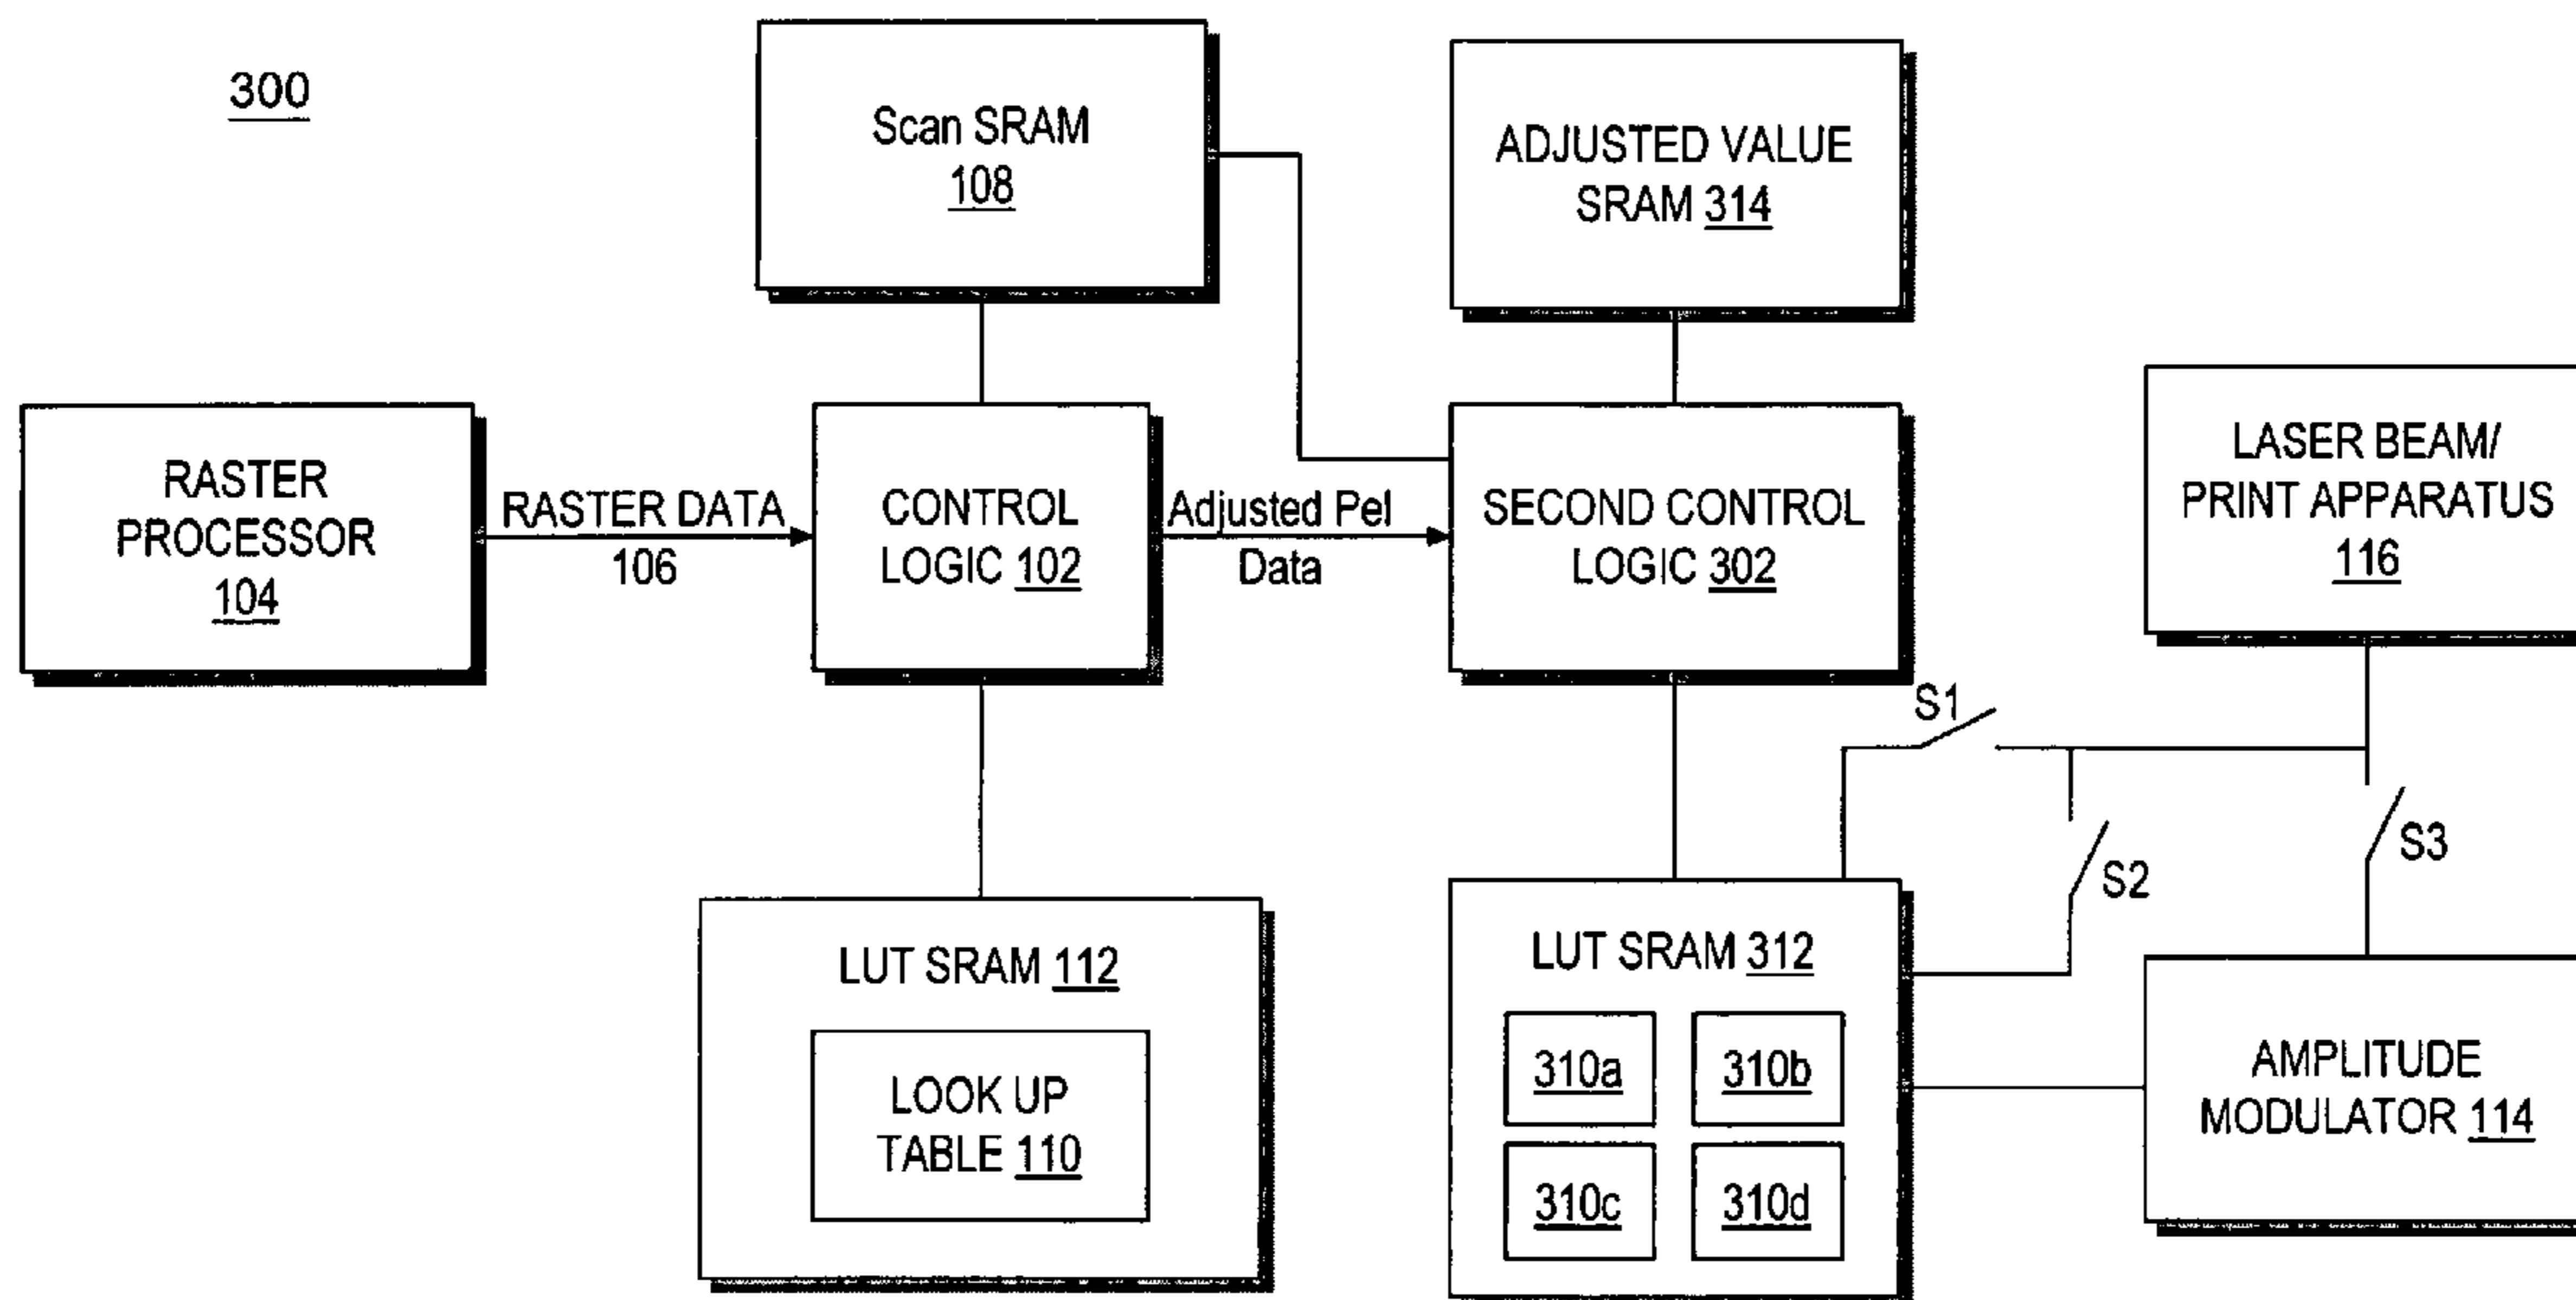 300
Scan SRAM
108
ADJUSTED VALUE
SRAM 314
RASTER
PROCESSOR
104
RASTER DATA
106
CONTROL
LOGIC 102
Adjusted Pel
Data
SECOND CONTROL
LOGIC 302
LASER BEAM/
PRINT APPARATUS
116
S1
S2
S3
LUT SRAM 112
LOOK UP
TABLE 110
LUT SRAM 312
310a
310b
310c
310d
AMPLITUDE
MODULATOR 114